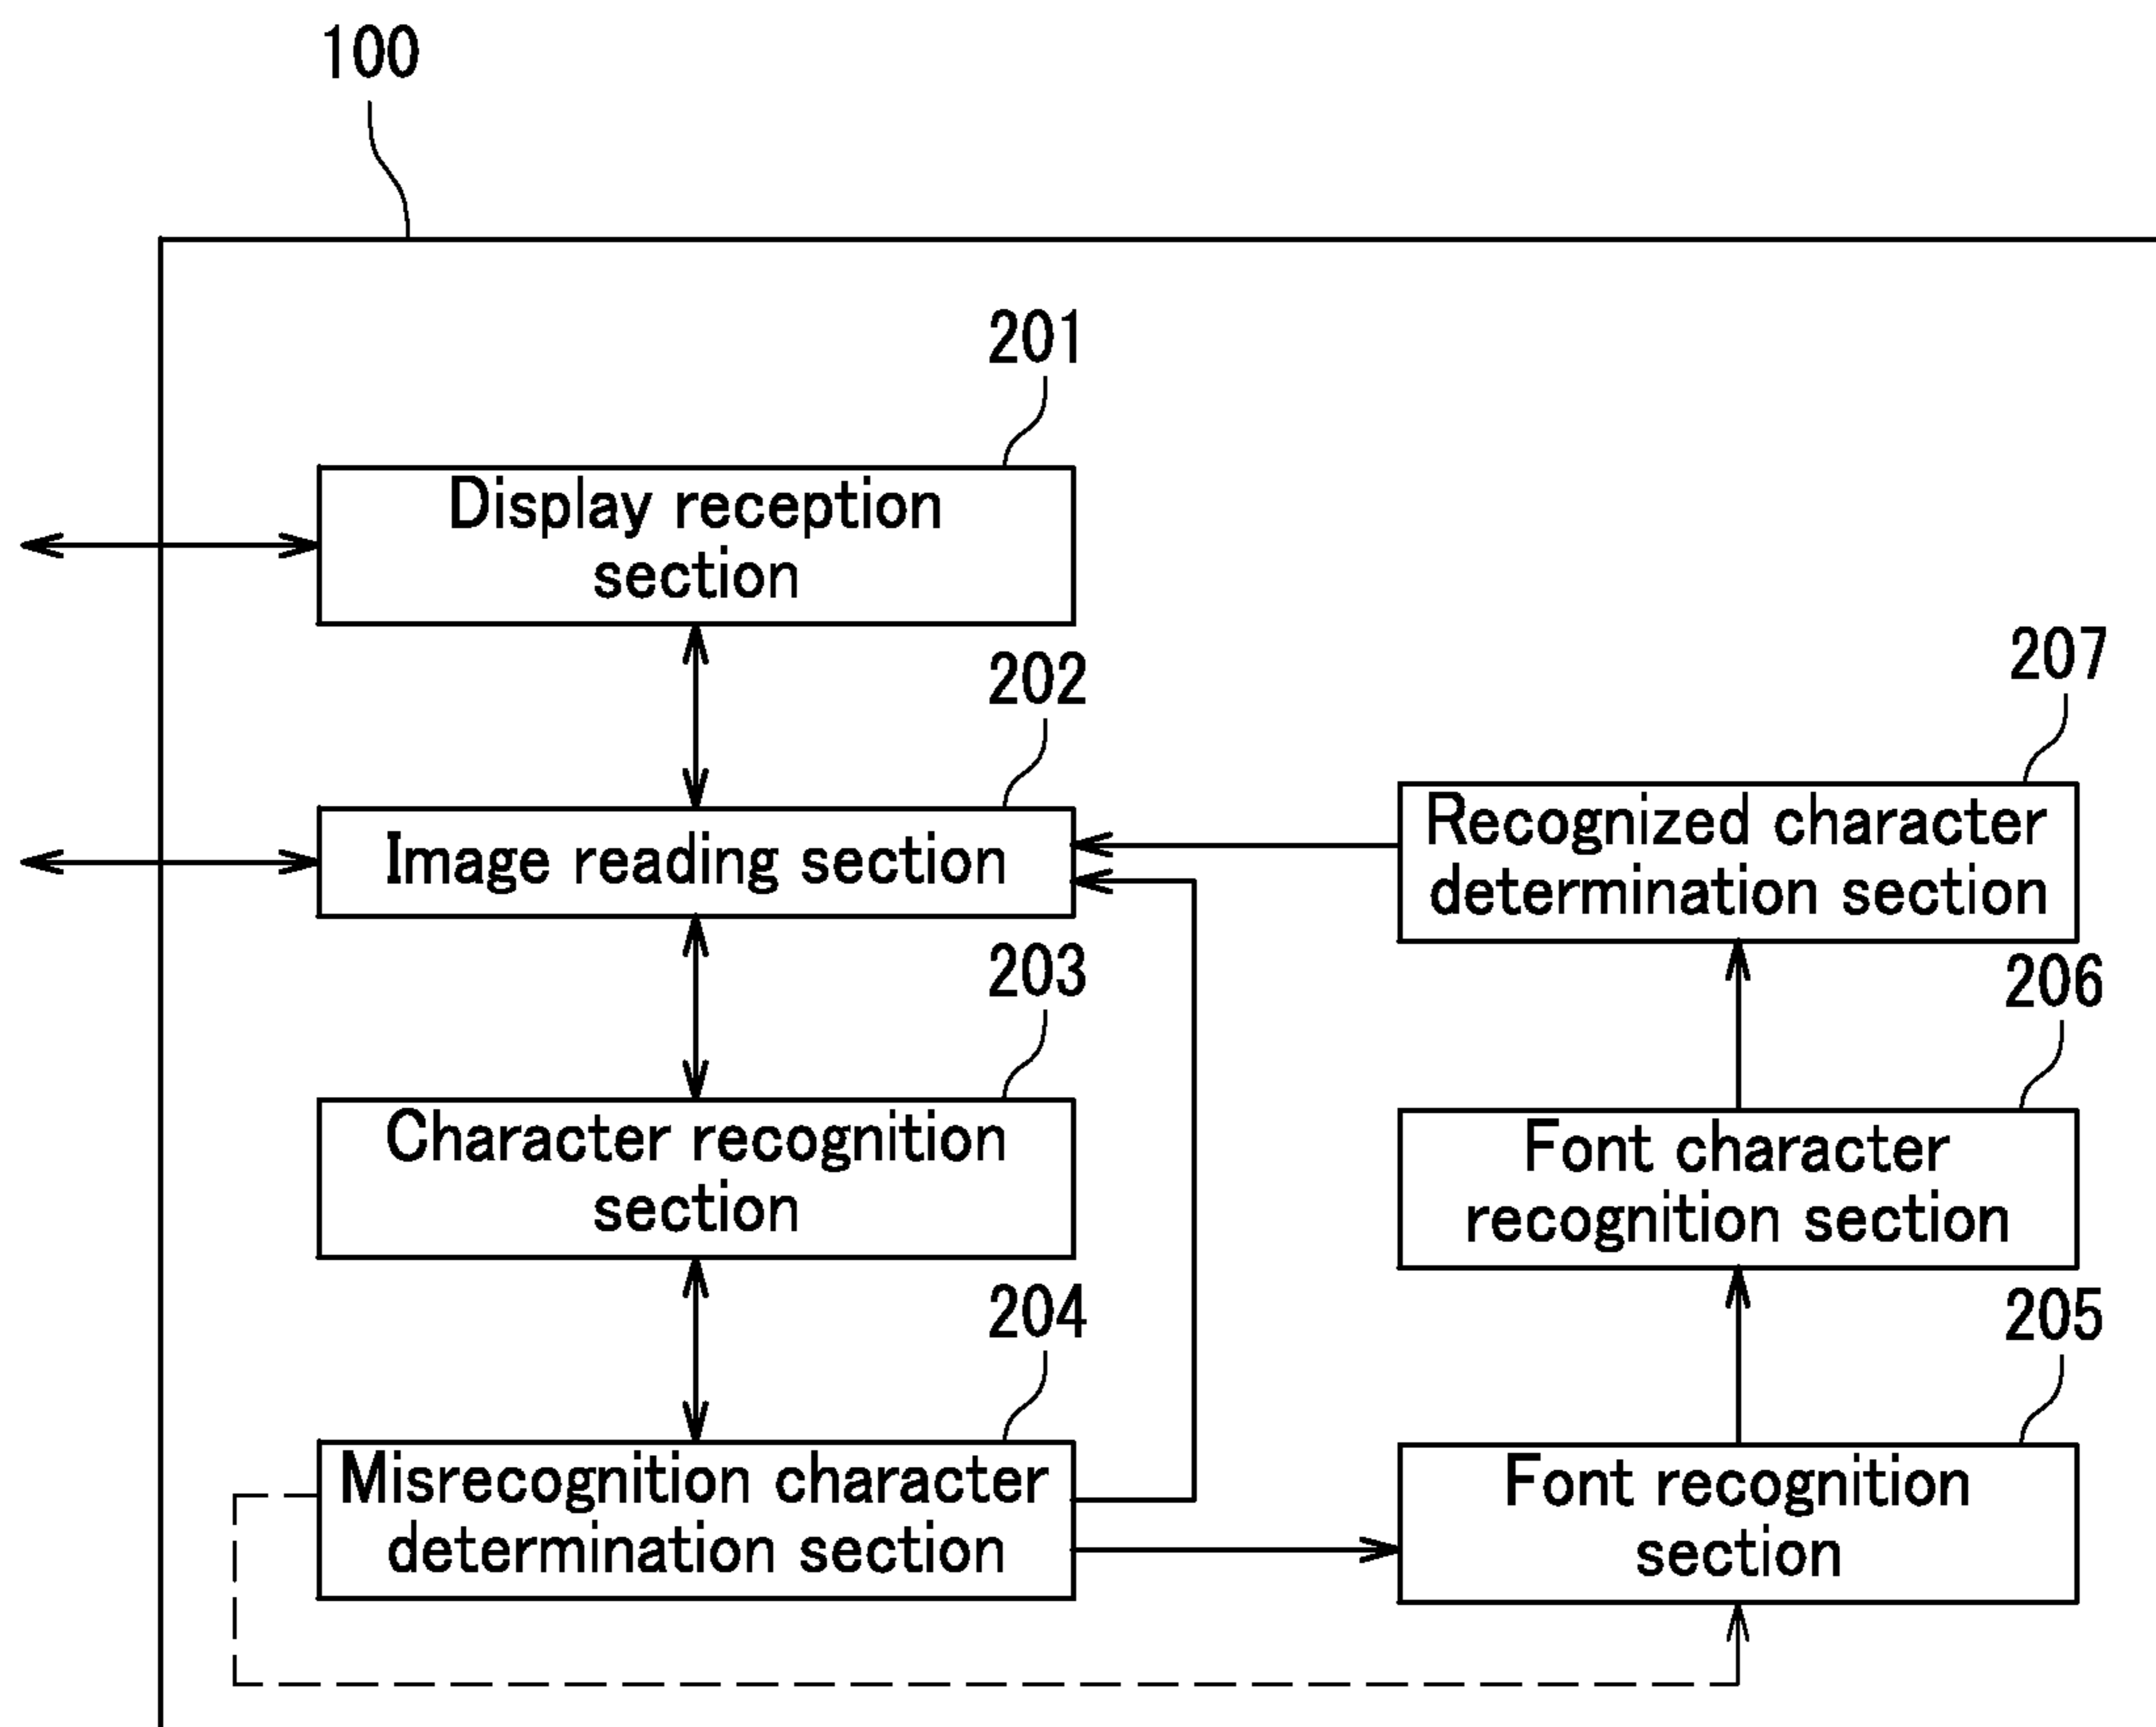 100
201
Display reception
section
202
Image reading section
203
Character recognition
section
204
Misrecognition character
determination section
207
Recognized character
determination section
206
Font character
recognition section
205
Font recognition
section